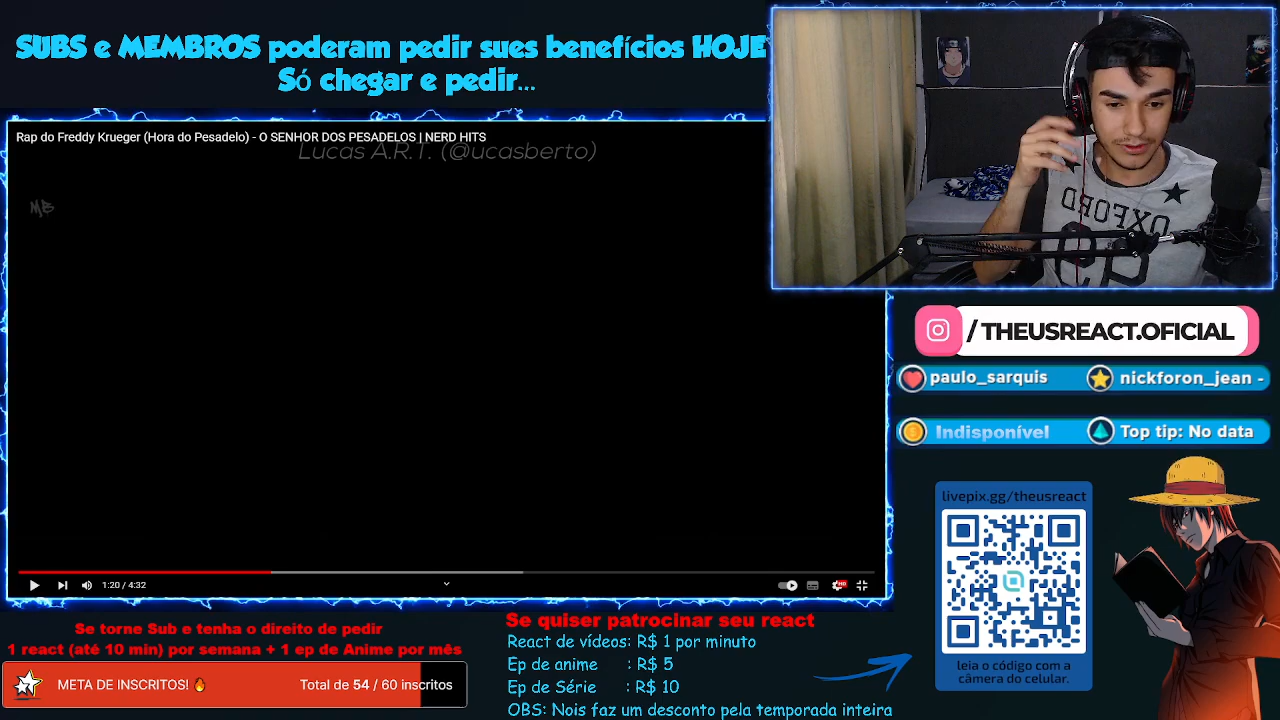 SUBS e MEMBROS poderam pedir sues benefícios HOJE
Só chegar e pedir...
Rap do Freddy Krueger (Hora do Pesadelo) - O SENHOR DOS PESADELOS | NERD HITS
Lucas A.R.T. (@ucasberto)
MB
OXFORD
/ THEUSREACT.OFICIAL
paulo_sarquis
nickforon_jean -
Indisponível
Top tip: No data
livepix.gg/theusreact
leia o código com a
câmera do celular.
1:20 / 4:32
HD
Se torne Sub e tenha o direito de pedir
1 react (até 10 min) por semana + 1 ep de Anime por mês
META DE INSCRITOS!
Total de 54 / 60 inscritos
Se quiser patrocinar seu react
React de vídeos: R$ 1 por minuto
Ep de anime : R$ 5
Ep de Série : R$ 10
OBS: Nois faz um desconto pela temporada inteira